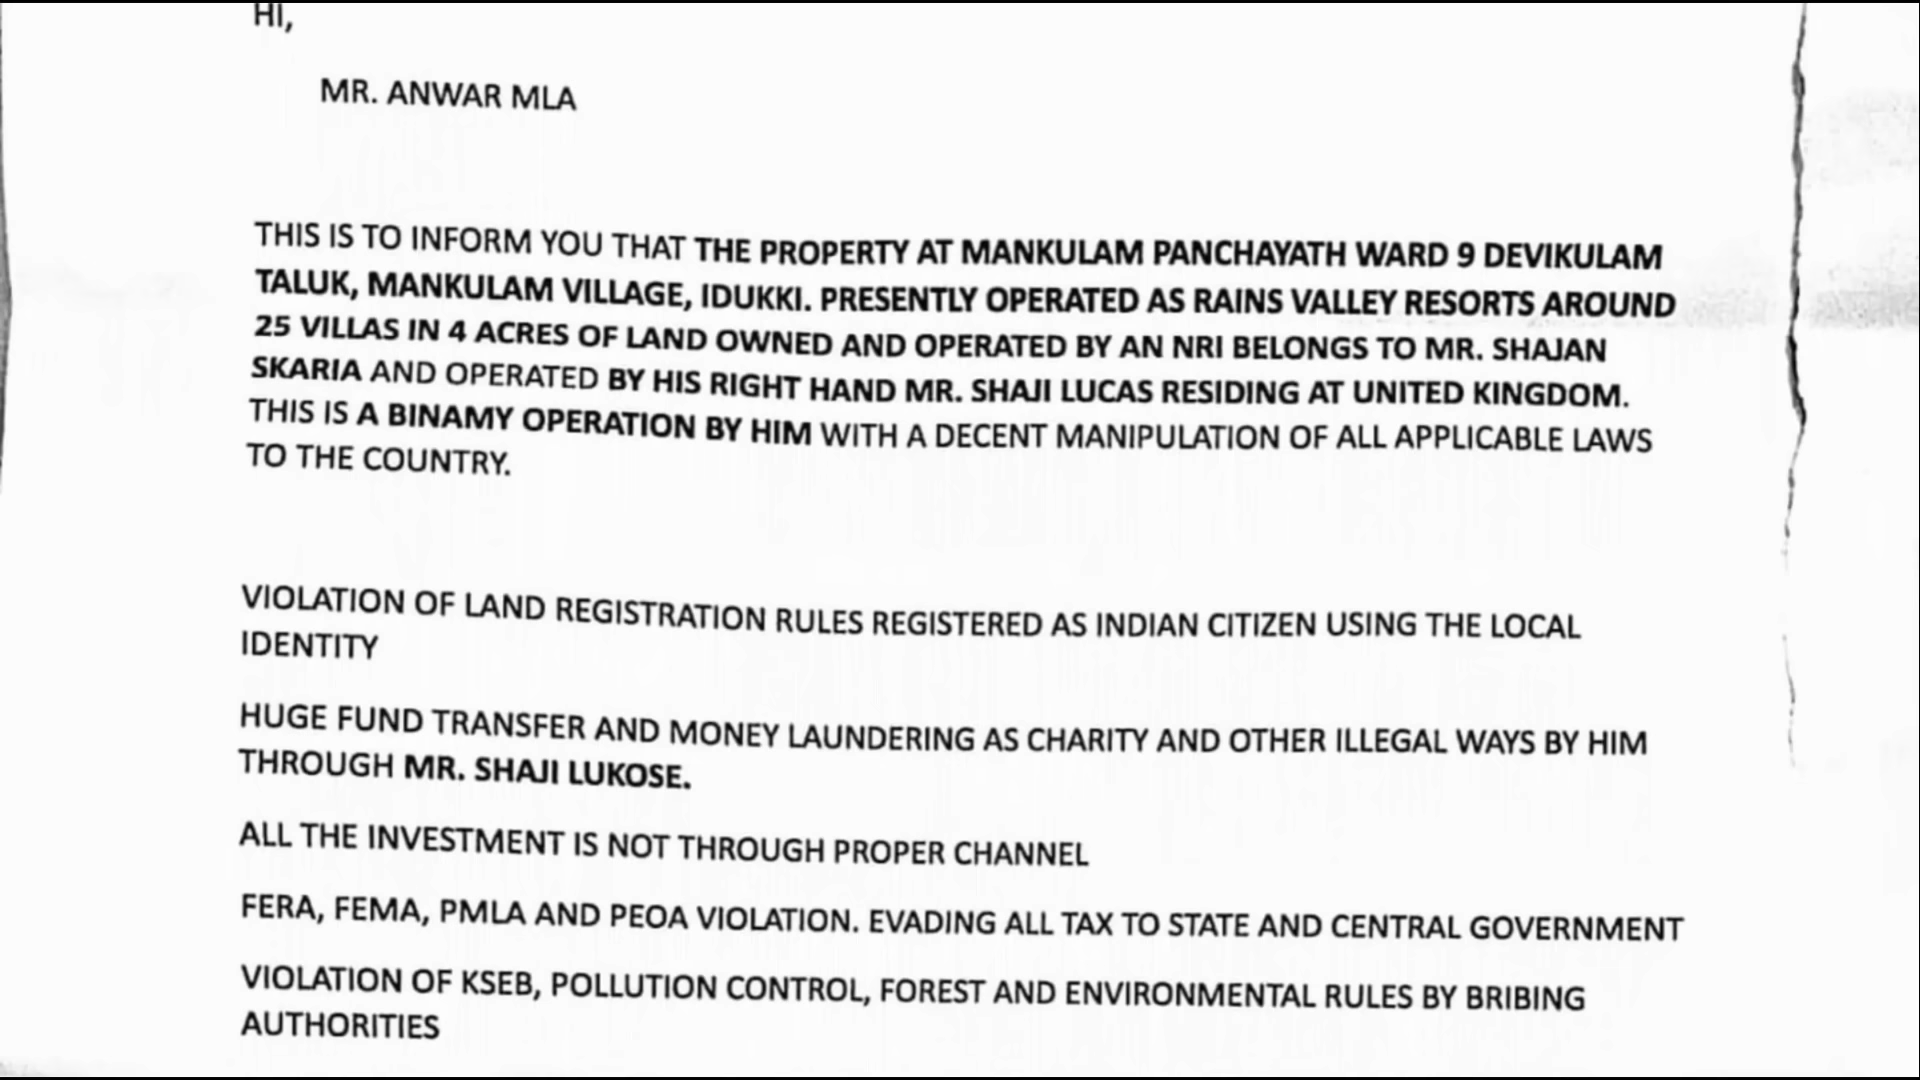 HI,
MR. ANWAR MLA
THIS IS TO INFORM YOU THAT THE PROPERTY AT MANKULAM PANCHAYATH WARD 9 DEVIKULAM
TALUK, MANKULAM VILLAGE, IDUKKI. PRESENTLY OPERATED AS RAINS VALLEY RESORTS AROUND
25 VILLAS IN 4 ACRES OF LAND OWNED AND OPERATED BY AN NRI BELONGS TO MR. SHAJAN
SKARIA AND OPERATED BY HIS RIGHT HAND MR. SHAJI LUCAS RESIDING AT UNITED KINGDOM.
THIS IS A BINAMY OPERATION BY HIM WITH A DECENT MANIPULATION OF ALL APPLICABLE LAWS
TO THE COUNTRY.
VIOLATION OF LAND REGISTRATION RULES REGISTERED AS INDIAN CITIZEN USING THE LOCAL
IDENTITY
HUGE FUND TRANSFER AND MONEY LAUNDERING AS CHARITY AND OTHER ILLEGAL WAYS BY HIM
THROUGH MR. SHAJI LUKOSE.
ALL THE INVESTMENT IS NOT THROUGH PROPER CHANNEL
FERA, FEMA, PMLA AND PEOA VIOLATION. EVADING ALL TAX TO STATE AND CENTRAL GOVERNMENT
VIOLATION OF KSEB, POLLUTION CONTROL, FOREST AND ENVIRONMENTAL RULES BY BRIBING
AUTHORITIES